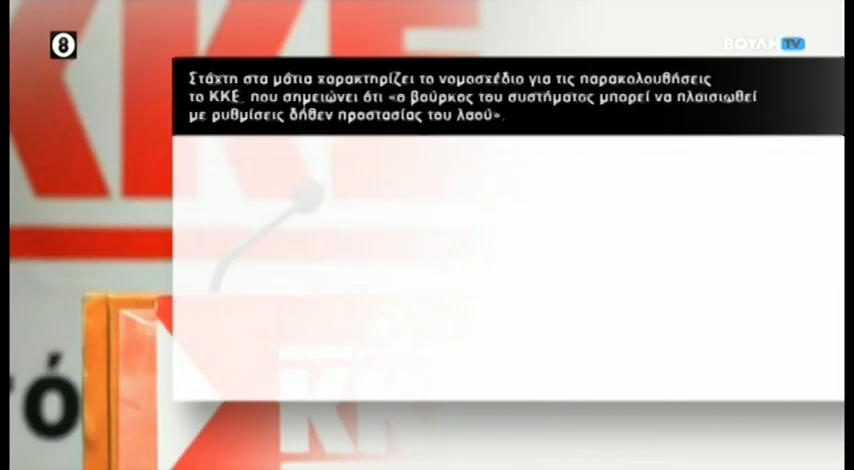 8
ΒΟΥΛΗ TV
ΚΚΕ
Στάχτη στα μάτια χαρακτηρίζει το νομοσχέδιο για τις παρακολουθήσεις
το ΚΚΕ, που σημειώνει ότι «ο βούρκος του συστήματος μπορεί να πλαισιωθεί
με ρυθμίσεις δήθεν προστασίας του λαού».